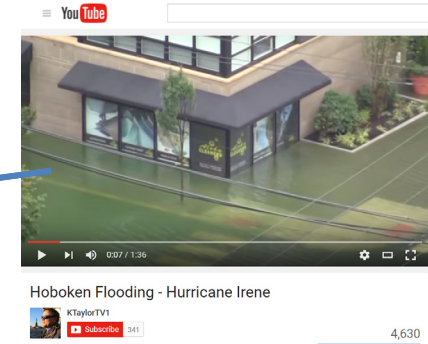 YouTube
0:07 / 1:36
Hoboken Flooding - Hurricane Irene
KTaylorTV1
Subscribe 341
4,630